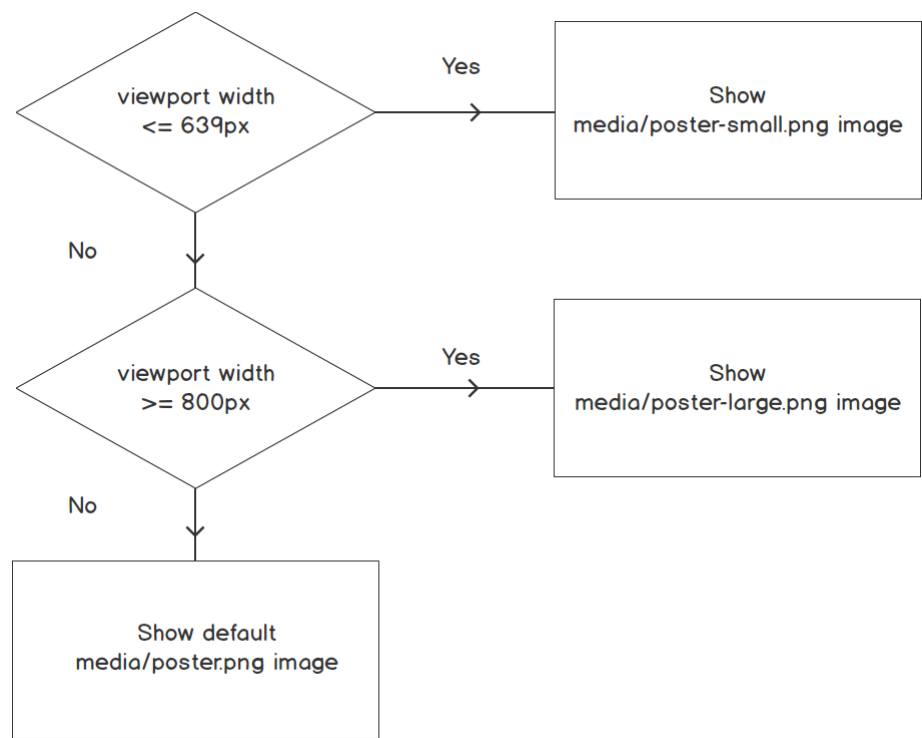 viewport width
<= 639px
Yes
Show
media/poster-small.png image
No
viewport width
>= 800px
Yes
Show
media/poster-large.png image
No
Show default
media/poster.png image